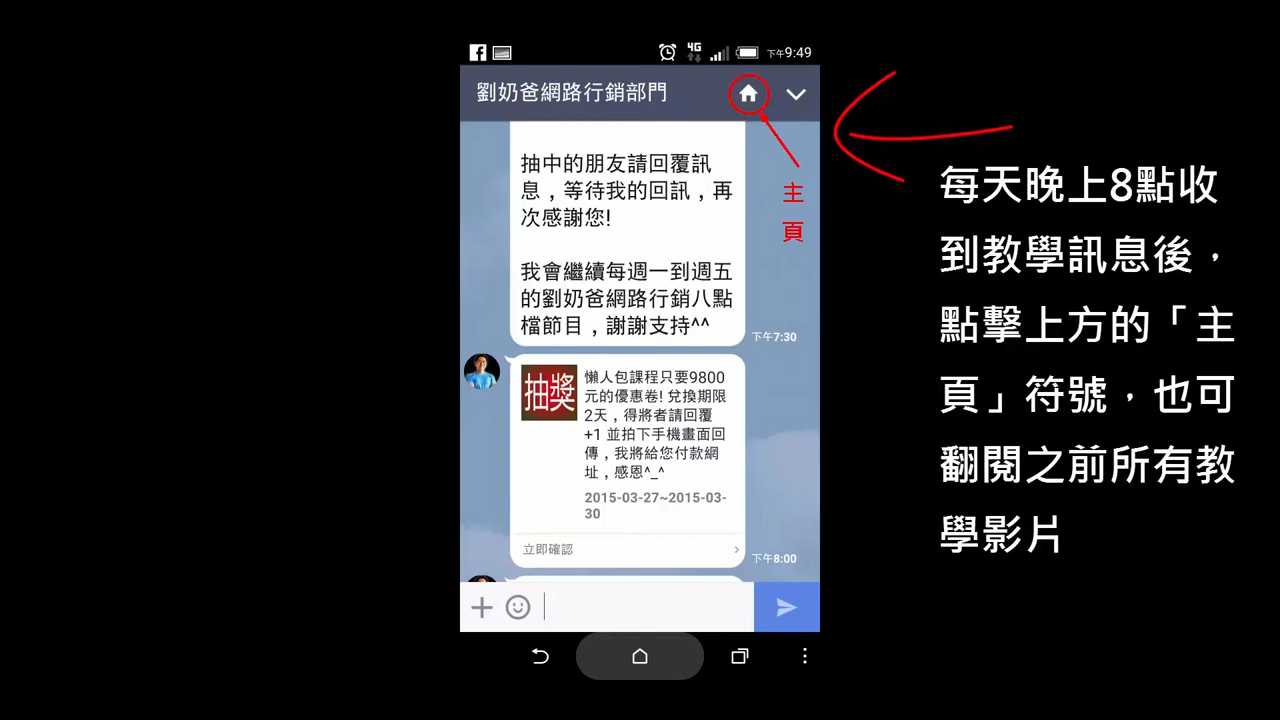 4G
下午9:49
劉奶爸網路行銷部門
抽中的朋友請回覆訊
息，等待我的回訊，再
次感謝您!
我會繼續每週一到週五
的劉奶爸網路行銷八點
檔節目，謝謝支持^^
下午7:30
主
頁
抽獎
懶人包課程只要9800
元的優惠卷! 兌換期限
2天，得將者請回覆
+1 並拍下手機畫面回
傳，我將給您付款網
址，感恩^_^
2015-03-27~2015-03-
30
立即確認
下午8:00
每天晚上8點收
到教學訊息後，
點擊上方的「主
頁」符號，也可
翻閱之前所有教
學影片